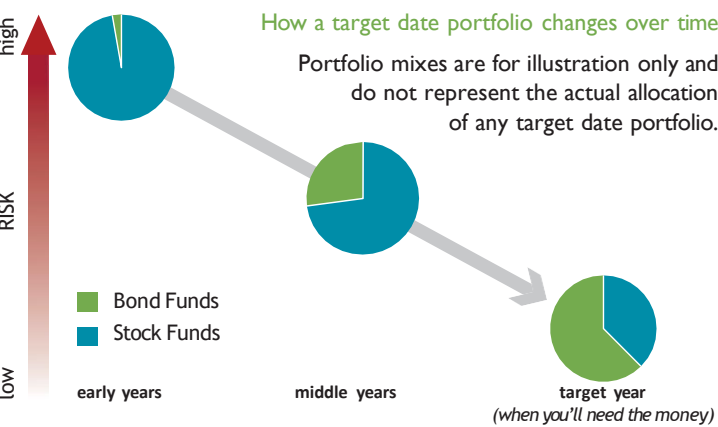 How a target date portfolio changes over time
Portfolio mixes are for illustration only and
do not represent the actual allocation
of any target date portfolio.
high
RISK
low
Bond Funds
Stock Funds
early years
middle years
target year
(when you'll need the money)